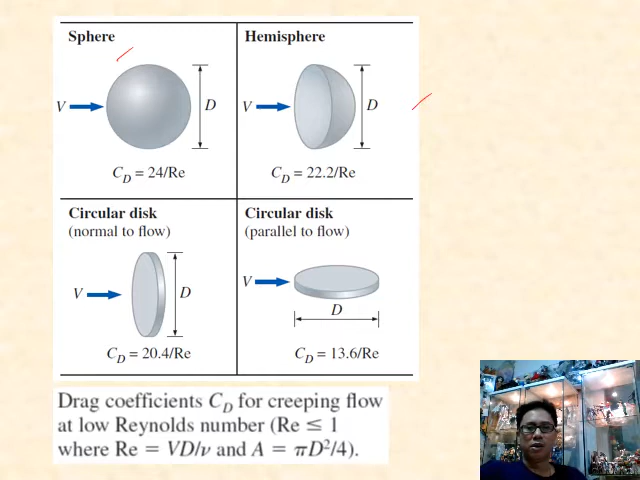 Sphere
V
D
C_D = 24/Re
Hemisphere
V
D
C_D = 22.2/Re
Circular disk
(normal to flow)
V
D
C_D = 20.4/Re
Circular disk
(parallel to flow)
V
D
C_D = 13.6/Re
Drag coefficients C_D for creeping flow
at low Reynolds number (Re ≤ 1
where Re = VD/ν and A = πD²/4).